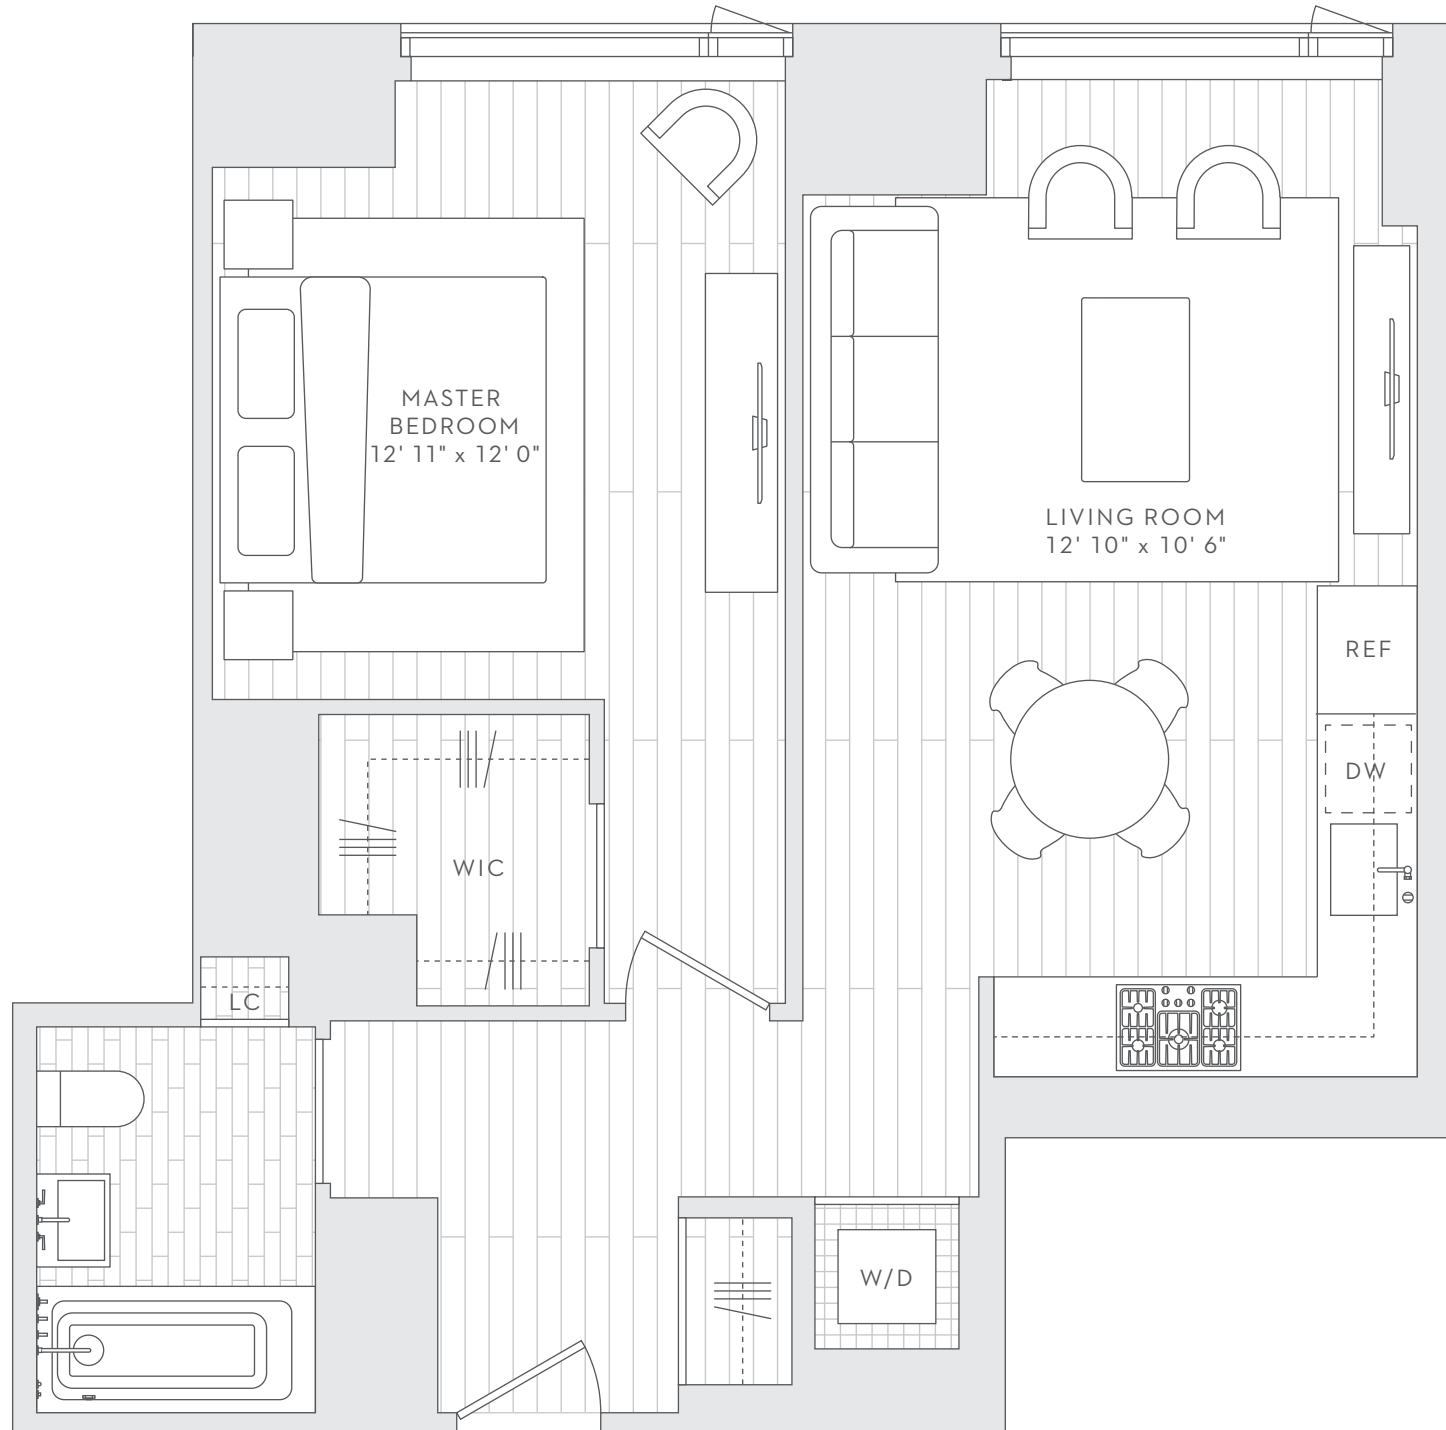 MASTER
BEDROOM
12' 11" x 12' 0"
LIVING ROOM
12' 10" x 10' 6"
REF
DW
WIC
LC
W/D